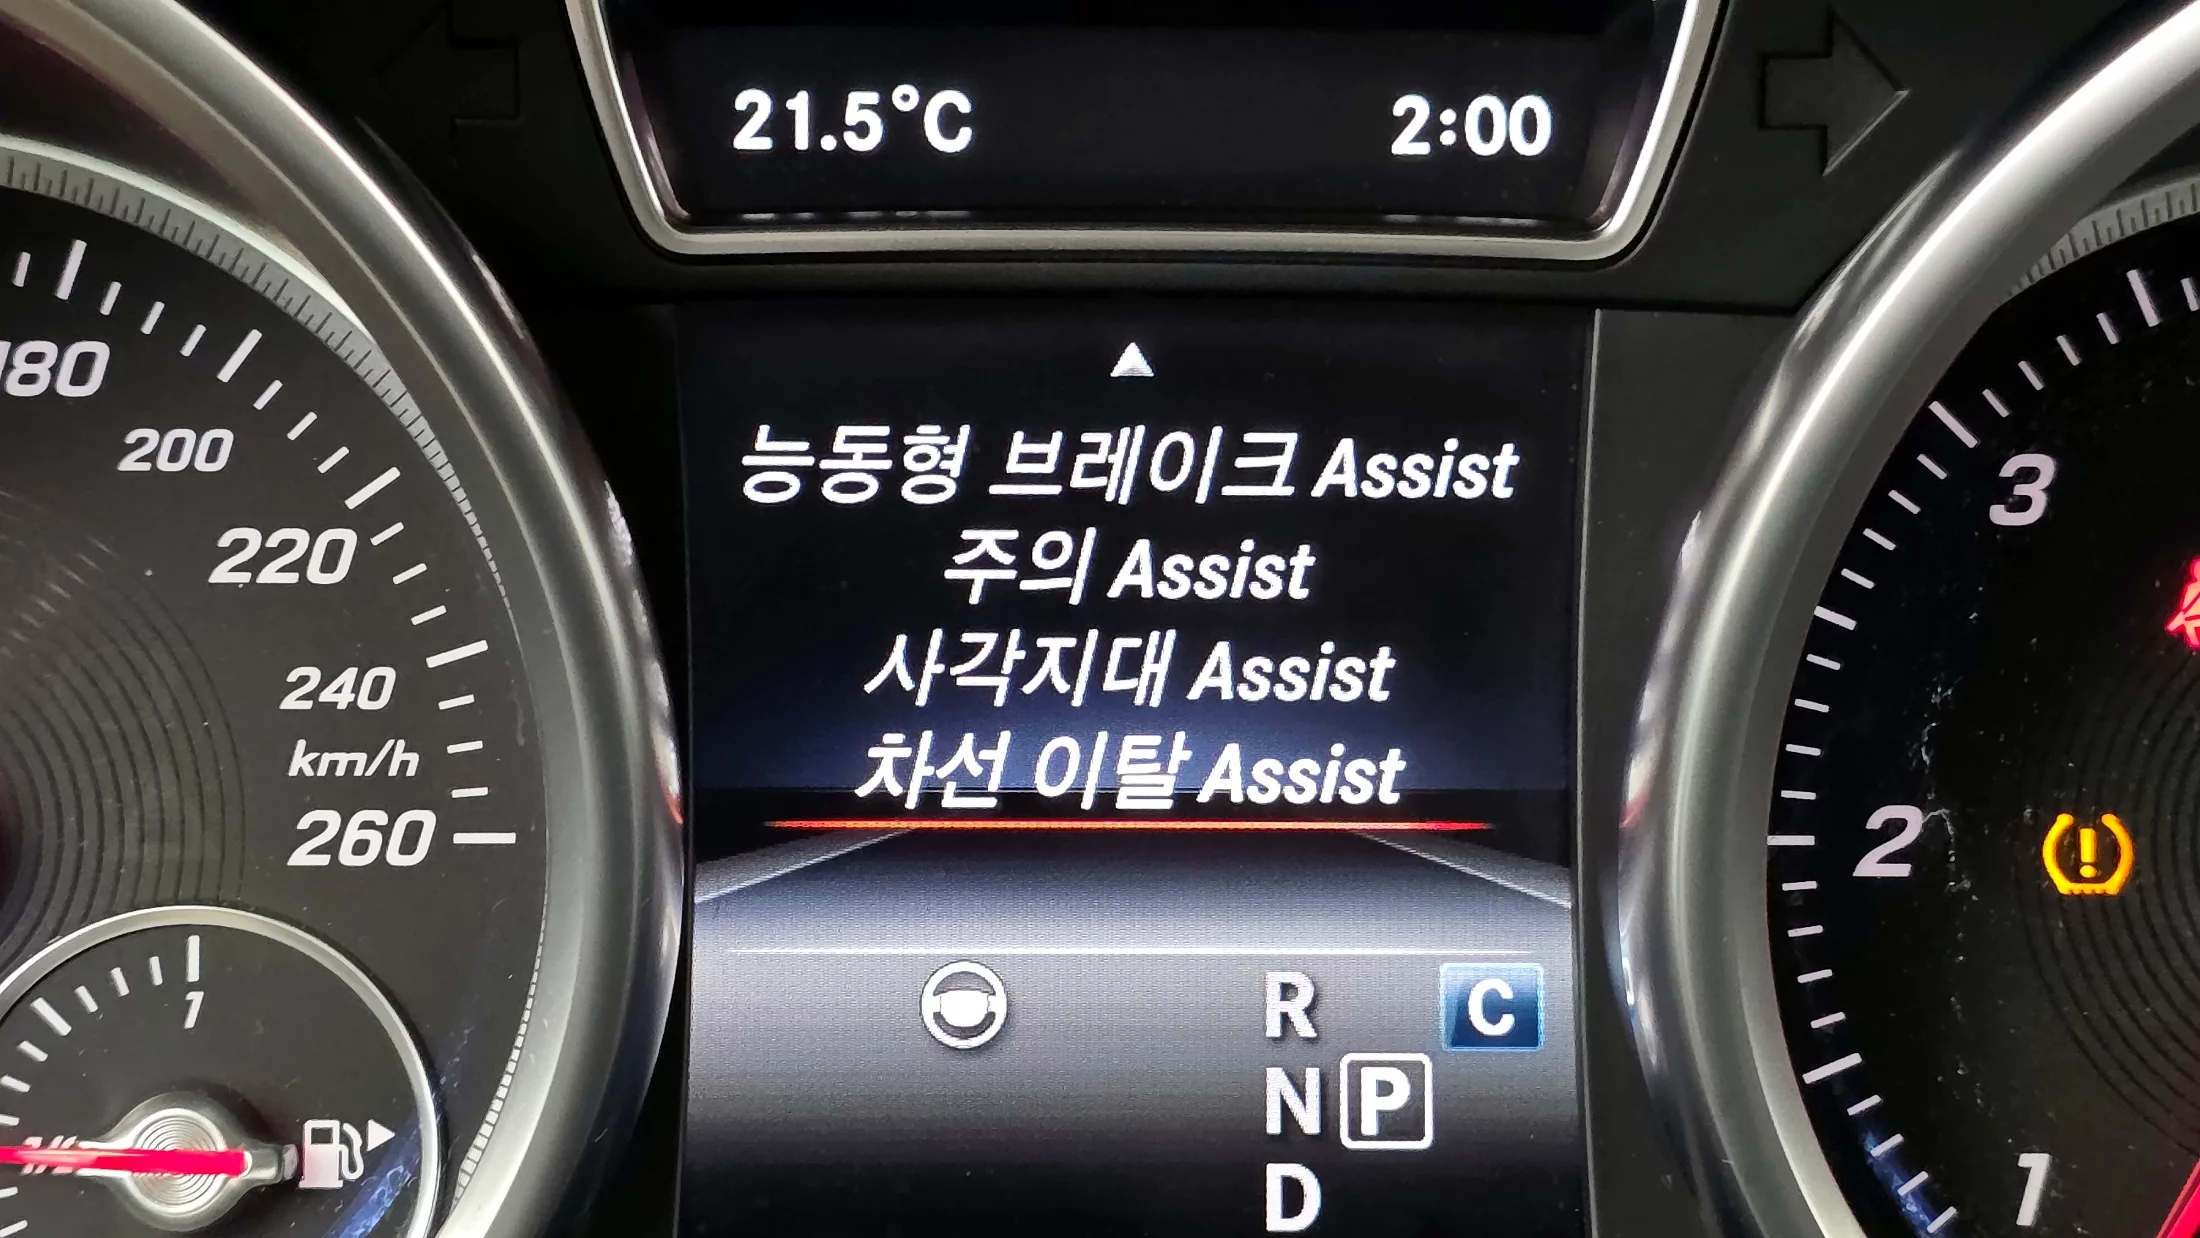 21.5°C
2:00
능동형 브레이크 Assist
주의 Assist
사각지대 Assist
차선 이탈 Assist
R
C
N
P
D
200
220
240
km/h
260
1
3
2
1